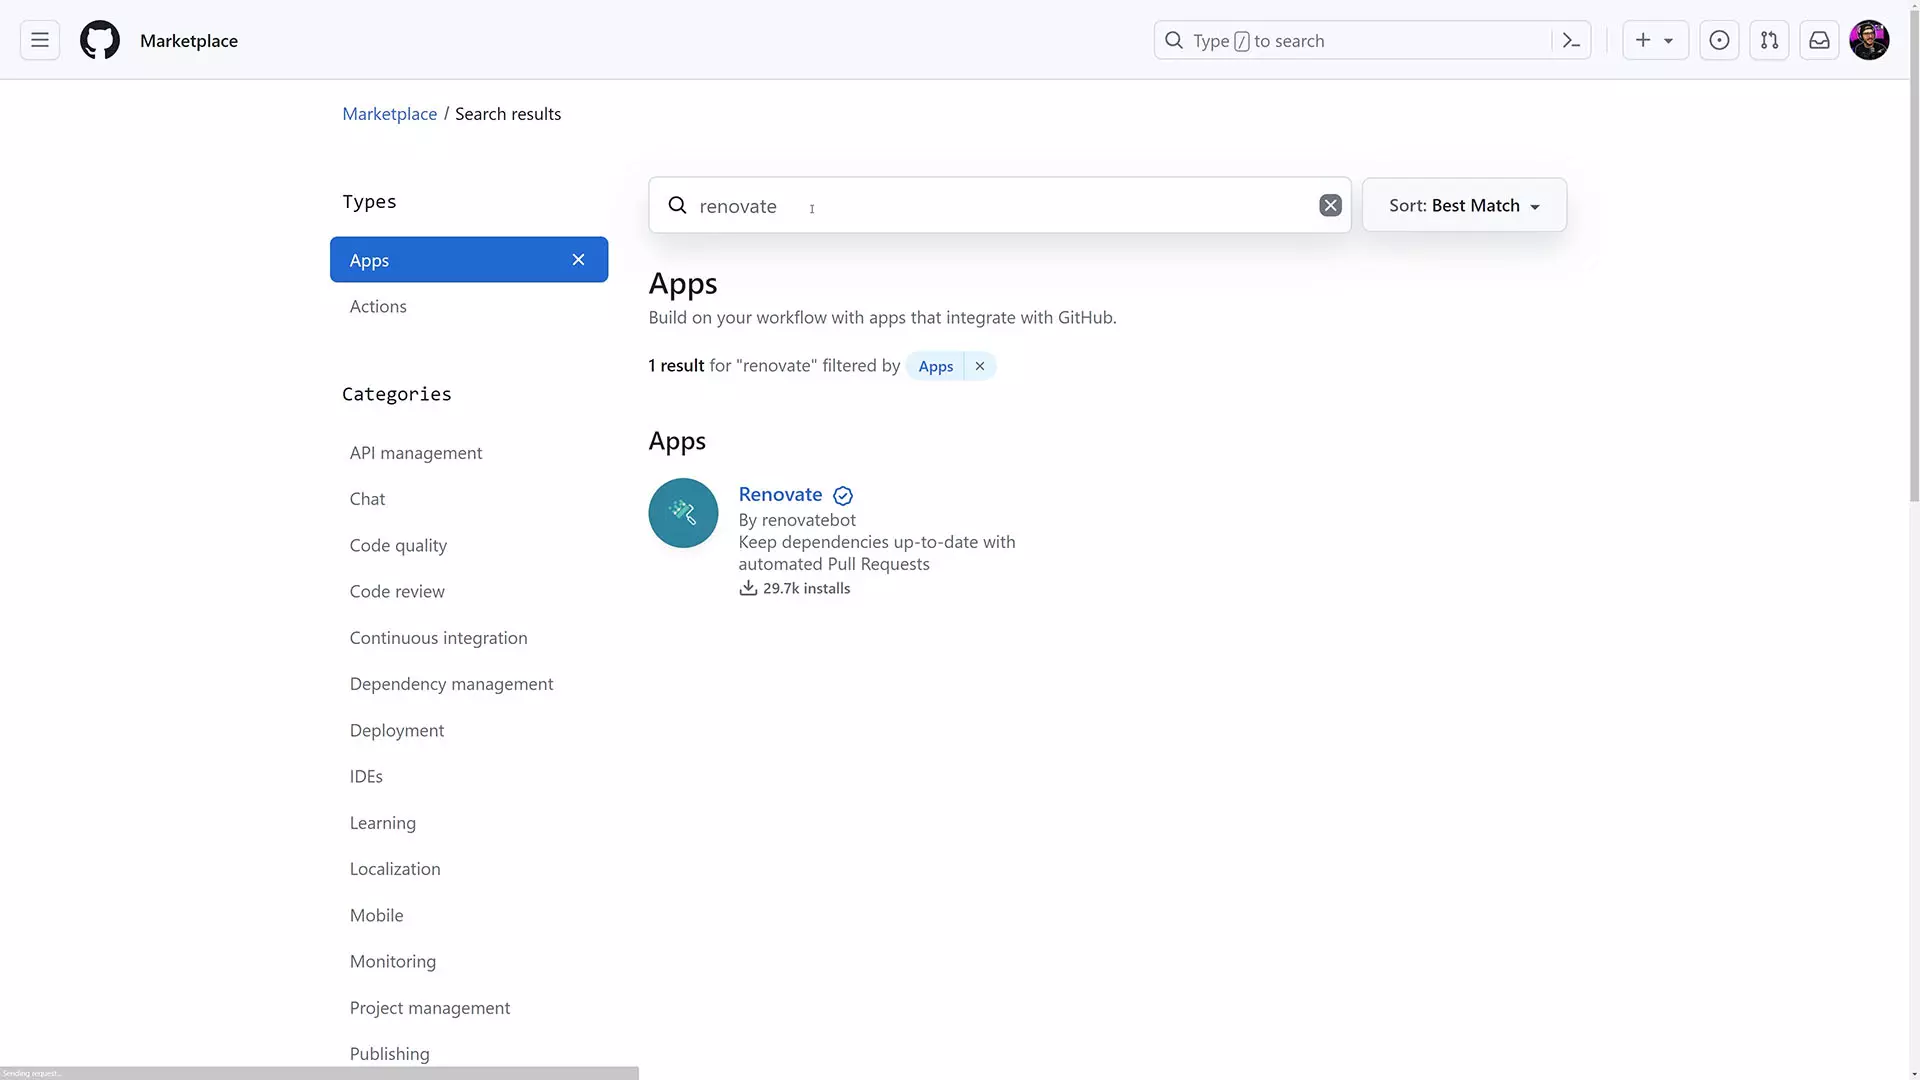 Marketplace
Type / to search
Marketplace / Search results
Types
Apps
Actions
Categories
API management
Chat
Code quality
Code review
Continuous integration
Dependency management
Deployment
IDEs
Learning
Localization
Mobile
Monitoring
Project management
Publishing
renovate
Sort: Best Match
Apps
Build on your workflow with apps that integrate with GitHub.
1 result for "renovate" filtered by Apps
Apps
Renovate
By renovatebot
Keep dependencies up-to-date with
automated Pull Requests
29.7k installs
Sending request...